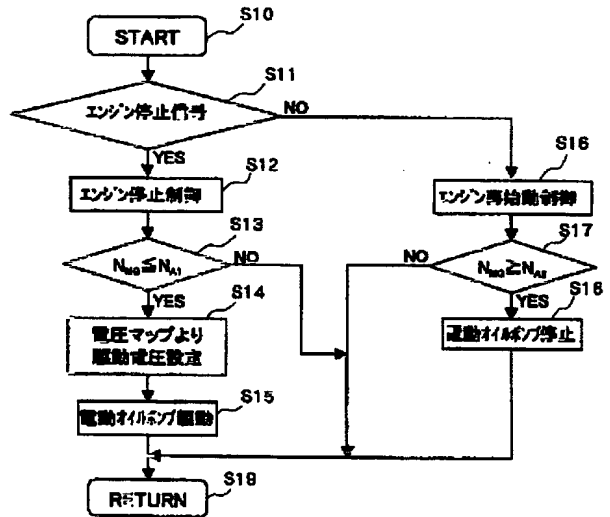 S10
START
S11
エンジン停止信号
NO
YES
S12
エンジン停止制御
S13
N_MG≦N_A1
NO
YES
S14
電圧マップより
駆動電圧設定
S15
電動オイルポンプ駆動
S16
エンジン再始動制御
S17
N_MG≧N_A2
NO
YES
S18
電動オイルポンプ停止
S19
RETURN